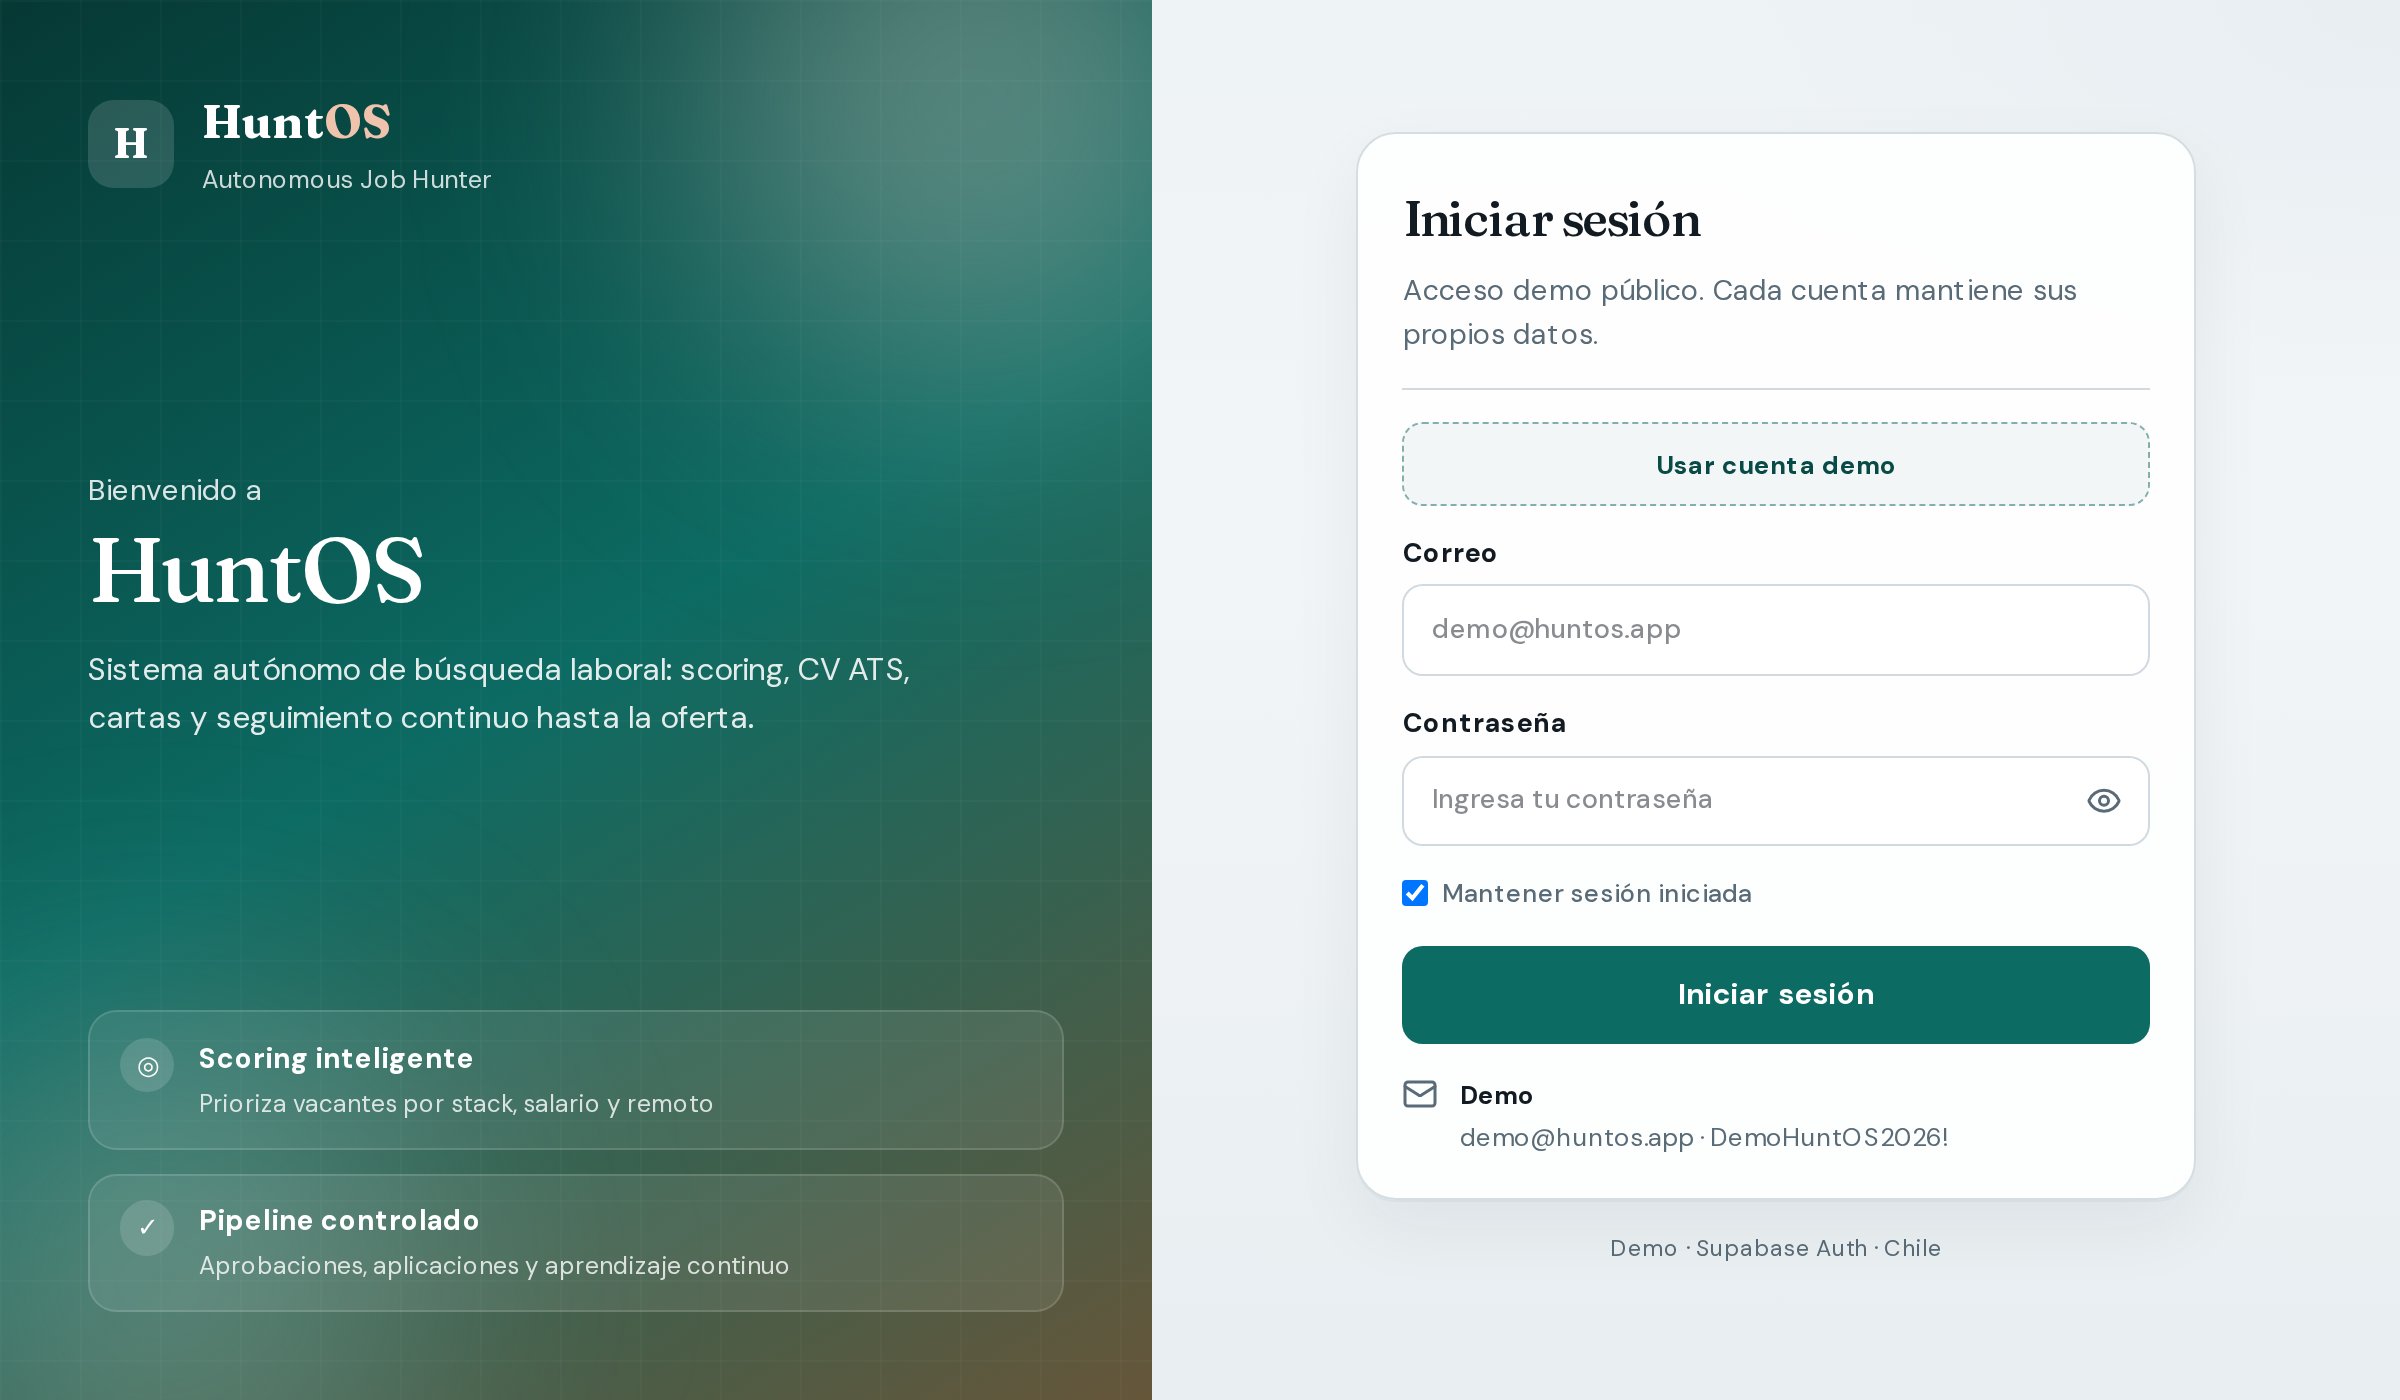 H
HuntOS
Autonomous Job Hunter
Bienvenido a
HuntOS
Sistema autónomo de búsqueda laboral: scoring, CV ATS,
cartas y seguimiento continuo hasta la oferta.
Scoring inteligente
Prioriza vacantes por stack, salario y remoto
Pipeline controlado
Aprobaciones, aplicaciones y aprendizaje continuo
Iniciar sesión
Acceso demo público. Cada cuenta mantiene sus
propios datos.
Usar cuenta demo
Correo
demo@huntos.app
Contraseña
Ingresa tu contraseña
Mantener sesión iniciada
Iniciar sesión
Demo
demo@huntos.app · DemoHuntOS2026!
Demo · Supabase Auth · Chile